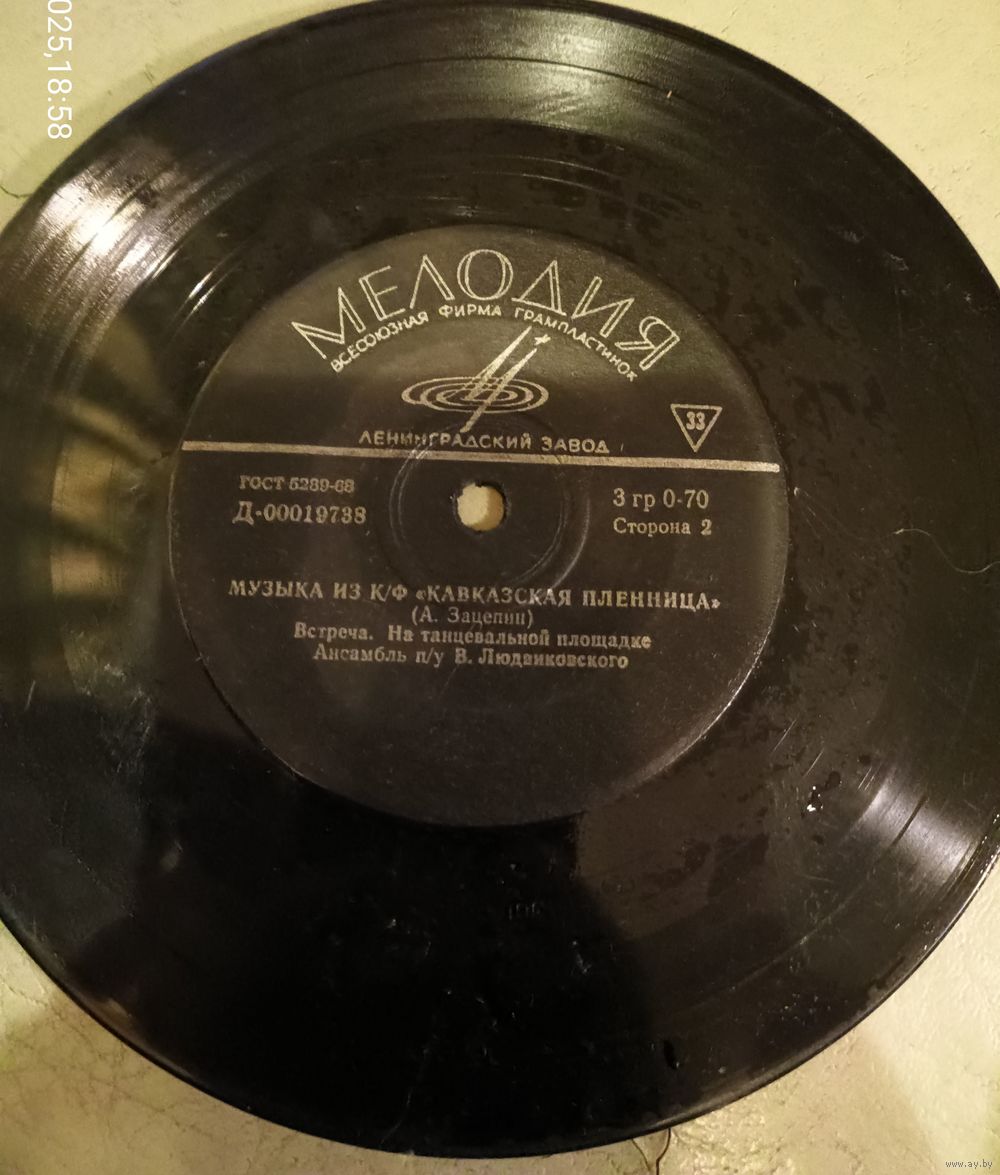 025,18:58
МЕЛОДИЯ
ВСЕСОЮЗНАЯ ФИРМА ГРАМПЛАСТИНОК
33
ЛЕНИНГРАДСКИЙ ЗАВОД
ГОСТ 5289-68
Д-00019738
3 гр 0-70
Сторона 2
МУЗЫКА ИЗ К/Ф «КАВКАЗСКАЯ ПЛЕННИЦА»
(А. Зацепин)
Встреча. На танцевальной площадке
Ансамбль п/у В. Людвиковского
www.ay.by